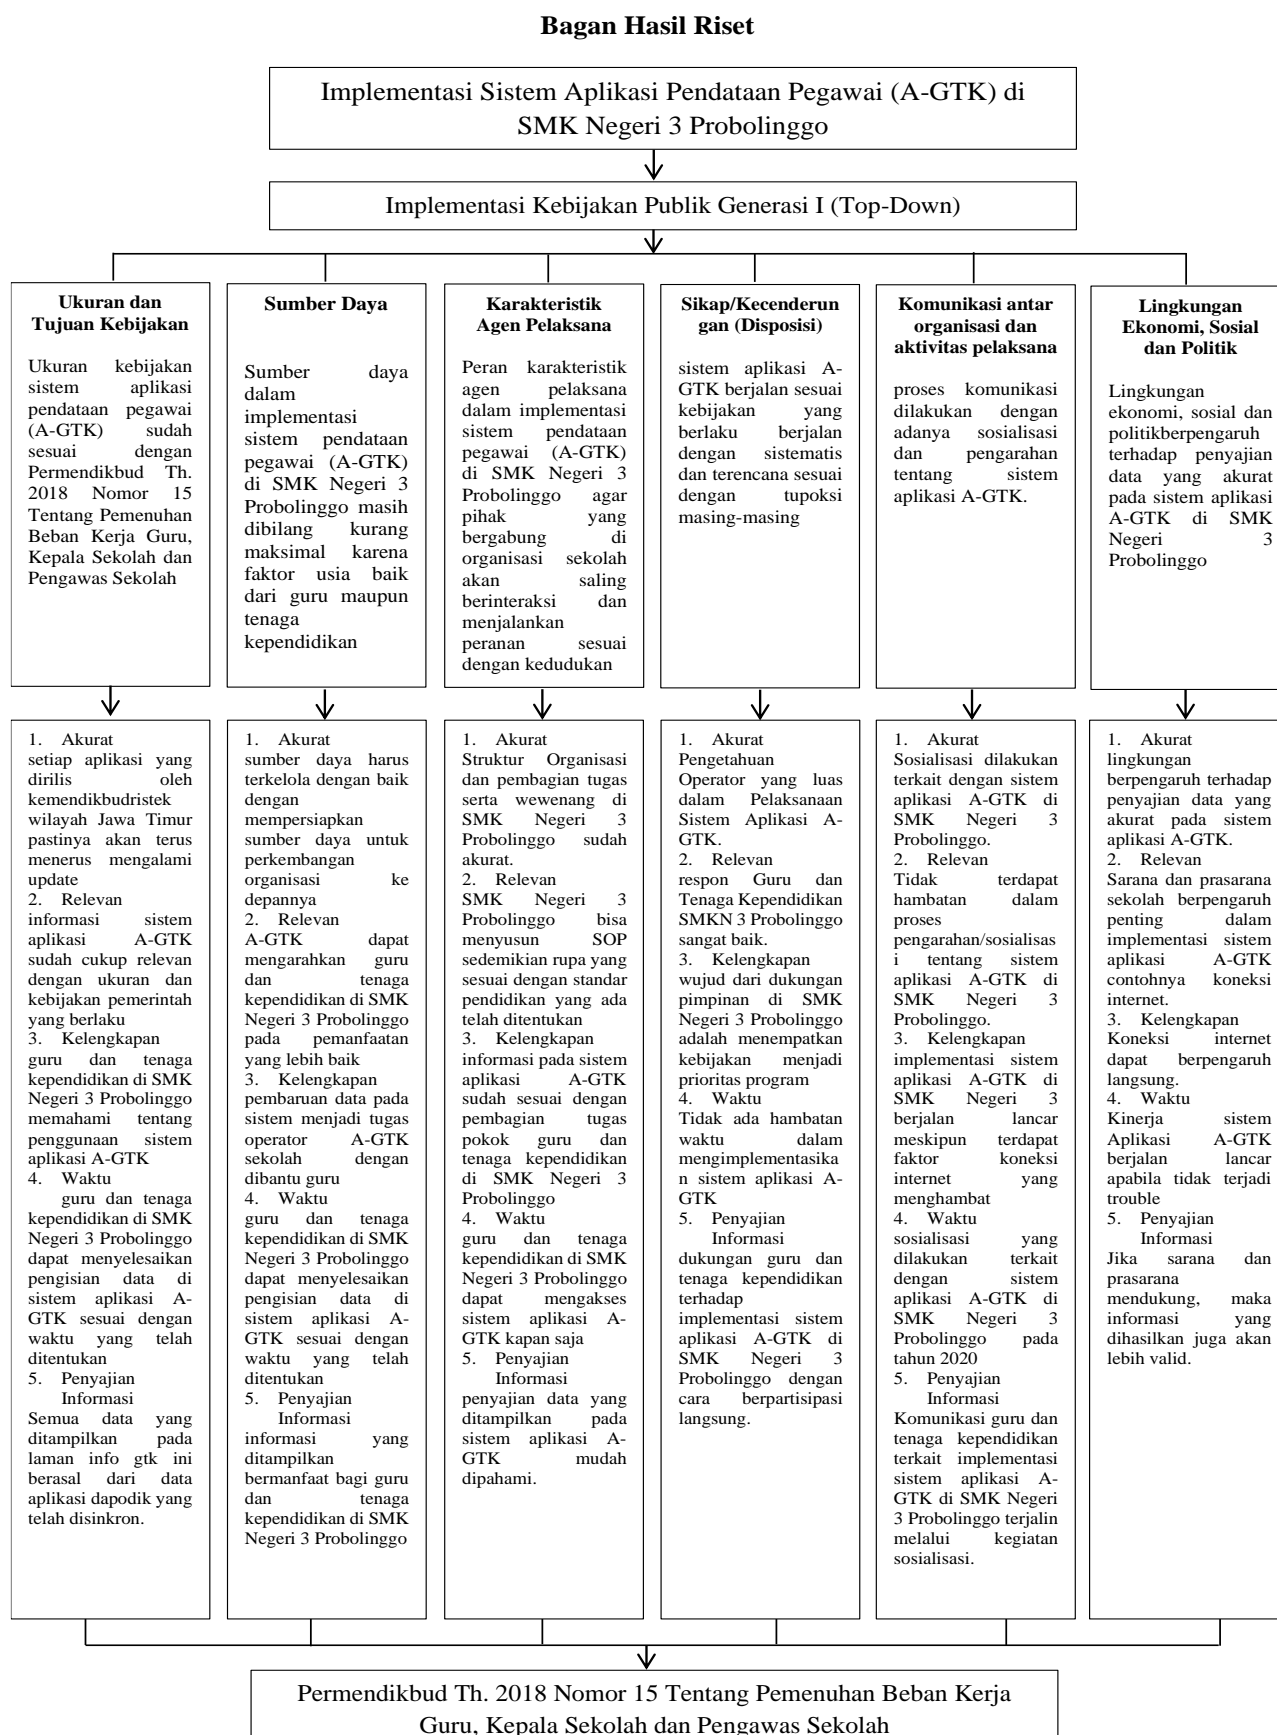 Bagan Hasil Riset
Implementasi Sistem Aplikasi Pendataan Pegawai (A-GTK) di
SMK Negeri 3 Probolinggo
Implementasi Kebijakan Publik Generasi I (Top-Down)
Ukuran dan
Tujuan Kebijakan
Ukuran kebijakan
sistem aplikasi
pendataan pegawai
(A-GTK) sudah
sesuai dengan
Permendikbud Th.
2018 Nomor 15
Tentang Pemenuhan
Beban Kerja Guru,
Kepala Sekolah dan
Pengawas Sekolah
Sumber Daya
Sumber daya
dalam
implementasi
sistem pendataan
pegawai (A-GTK)
di SMK Negeri 3
Probolinggo masih
dibilang kurang
maksimal karena
faktor usia baik
dari guru maupun
tenaga
kependidikan
Karakteristik
Agen Pelaksana
Peran karakteristik
agen pelaksana
dalam implementasi
sistem pendataan
pegawai (A-GTK)
di SMK Negeri 3
Probolinggo agar
pihak yang
bergabung di
organisasi sekolah
akan saling
berinteraksi dan
menjalankan
peranan sesuai
dengan kedudukan
Sikap/Kecenderun
gan (Disposisi)
sistem aplikasi A-
GTK berjalan sesuai
kebijakan yang
berlaku berjalan
dengan sistematis
dan terencana sesuai
dengan tupoksi
masing-masing
Komunikasi antar
organisasi dan
aktivitas pelaksana
proses komunikasi
dilakukan dengan
adanya sosialisasi
dan pengarahan
tentang sistem
aplikasi A-GTK.
Lingkungan
Ekonomi, Sosial
dan Politik
Lingkungan
ekonomi, sosial dan
politikberpengaruh
terhadap penyajian
data yang akurat
pada sistem aplikasi
A-GTK di SMK
Negeri 3
Probolinggo
1. Akurat
setiap aplikasi yang
dirilis oleh
kemendikbudristek
wilayah Jawa Timur
pastinya akan terus
menerus mengalami
update
2. Relevan
informasi sistem
aplikasi A-GTK
sudah cukup relevan
dengan ukuran dan
kebijakan pemerintah
yang berlaku
3. Kelengkapan
guru dan tenaga
kependidikan di SMK
Negeri 3 Probolinggo
memahami tentang
penggunaan sistem
aplikasi A-GTK
4. Waktu
guru dan tenaga
kependidikan di SMK
Negeri 3 Probolinggo
dapat menyelesaikan
pengisian data di
sistem aplikasi A-
GTK sesuai dengan
waktu yang telah
ditentukan
5. Penyajian
Informasi
Semua data yang
ditampilkan pada
laman info gtk ini
berasal dari data
aplikasi dapodik yang
telah disinkron.
1. Akurat
sumber daya harus
terkelola dengan baik
dengan
mempersiapkan
sumber daya untuk
perkembangan
organisasi ke
depannya
2. Relevan
A-GTK dapat
mengarahkan guru
dan tenaga
kependidikan di SMK
Negeri 3 Probolinggo
pada pemanfaatan
yang lebih baik
3. Kelengkapan
pembaruan data pada
sistem menjadi tugas
operator A-GTK
sekolah dengan
dibantu guru
4. Waktu
guru dan tenaga
kependidikan di SMK
Negeri 3 Probolinggo
dapat menyelesaikan
pengisian data di
sistem aplikasi A-
GTK sesuai dengan
waktu yang telah
ditentukan
5. Penyajian
Informasi
informasi yang
ditampilkan
bermanfaat bagi guru
dan tenaga
kependidikan di SMK
Negeri 3 Probolinggo
1. Akurat
Struktur Organisasi
dan pembagian tugas
serta wewenang di
SMK Negeri 3
Probolinggo sudah
akurat.
2. Relevan
SMK Negeri 3
Probolinggo bisa
menyusun SOP
sedemikian rupa yang
sesuai dengan standar
pendidikan yang ada
telah ditentukan
3. Kelengkapan
informasi pada sistem
aplikasi A-GTK
sudah sesuai dengan
pembagian tugas
pokok guru dan
tenaga kependidikan
di SMK Negeri 3
Probolinggo
4. Waktu
guru dan tenaga
kependidikan di SMK
Negeri 3 Probolinggo
dapat mengakses
sistem aplikasi A-
GTK kapan saja
5. Penyajian
Informasi
penyajian data yang
ditampilkan pada
sistem aplikasi A-
GTK mudah
dipahami.
1. Akurat
Pengetahuan
Operator yang luas
dalam Pelaksanaan
Sistem Aplikasi A-
GTK.
2. Relevan
respon Guru dan
Tenaga Kependidikan
SMKN 3 Probolinggo
sangat baik.
3. Kelengkapan
wujud dari dukungan
pimpinan di SMK
Negeri 3 Probolinggo
adalah menempatkan
kebijakan menjadi
prioritas program
4. Waktu
Tidak ada hambatan
waktu dalam
mengimplementasika
n sistem aplikasi A-
GTK
5. Penyajian
Informasi
dukungan guru dan
tenaga kependidikan
terhadap
implementasi sistem
aplikasi A-GTK di
SMK Negeri 3
Probolinggo dengan
cara berpartisipasi
langsung.
1. Akurat
Sosialisasi dilakukan
terkait dengan sistem
aplikasi A-GTK di
SMK Negeri 3
Probolinggo.
2. Relevan
Tidak terdapat
hambatan dalam
proses
pengarahan/sosialisas
i tentang sistem
aplikasi A-GTK di
SMK Negeri 3
Probolinggo.
3. Kelengkapan
implementasi sistem
aplikasi A-GTK di
SMK Negeri 3
berjalan lancar
meskipun terdapat
faktor koneksi
internet yang
menghambat
4. Waktu
sosialisasi yang
dilakukan terkait
dengan sistem
aplikasi A-GTK di
SMK Negeri 3
Probolinggo pada
tahun 2020
5. Penyajian
Informasi
Komunikasi guru dan
tenaga kependidikan
terkait implementasi
sistem aplikasi A-
GTK di SMK Negeri
3 Probolinggo terjalin
melalui kegiatan
sosialisasi.
1. Akurat
lingkungan
berpengaruh terhadap
penyajian data yang
akurat pada sistem
aplikasi A-GTK.
2. Relevan
Sarana dan prasarana
sekolah berpengaruh
penting dalam
implementasi sistem
aplikasi A-GTK
contohnya koneksi
internet.
3. Kelengkapan
Koneksi internet
dapat berpengaruh
langsung.
4. Waktu
Kinerja sistem
Aplikasi A-GTK
berjalan lancar
apabila tidak terjadi
trouble
5. Penyajian
Informasi
Jika sarana dan
prasarana
mendukung, maka
informasi yang
dihasilkan juga akan
lebih valid.
Permendikbud Th. 2018 Nomor 15 Tentang Pemenuhan Beban Kerja
Guru, Kepala Sekolah dan Pengawas Sekolah